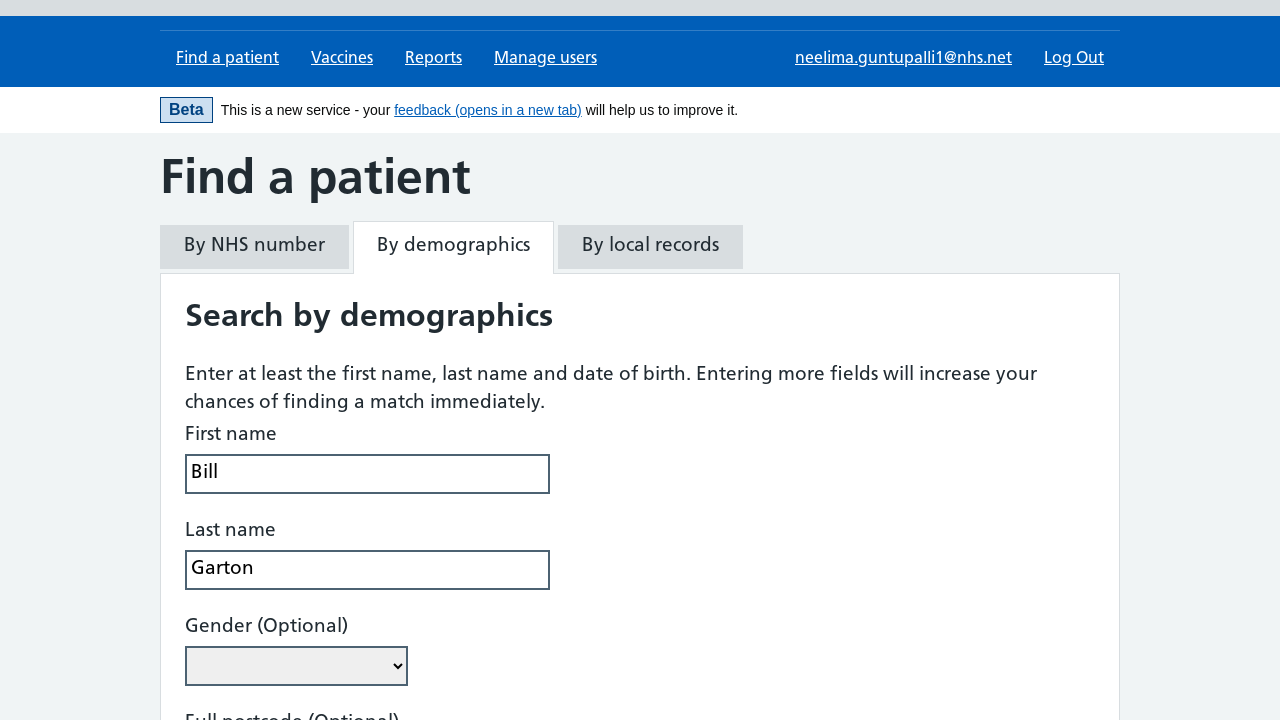 Find a patient Vaccines Reports Manage users neelima.guntupalli1@nhs.net Log Out
Beta This is a new service - your feedback (opens in a new tab) will help us to improve it.
Find a patient
By NHS number By demographics By local records
Search by demographics
Enter at least the first name, last name and date of birth. Entering more fields will increase your
chances of finding a match immediately.
First name
Bill
Last name
Garton
Gender (Optional)
Full postcode (Optional)